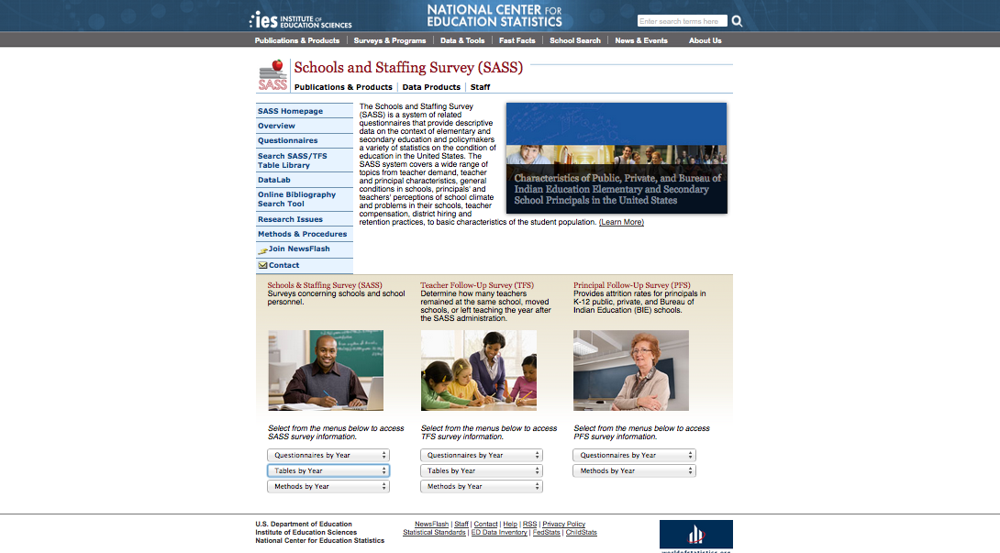 ies INSTITUTE OF
EDUCATION SCIENCES
NATIONAL CENTER FOR
EDUCATION STATISTICS
Enter search terms here
Publications & Products
Surveys & Programs
Data & Tools
Fast Facts
School Search
News & Events
About Us
SASS
Schools and Staffing Survey (SASS)
Publications & Products
Data Products
Staff
SASS Homepage
Overview
Questionnaires
Search SASS/TFS
Table Library
DataLab
Online Bibliography
Search Tool
Research Issues
Methods & Procedures
Join NewsFlash
Contact
The Schools and Staffing Survey
(SASS) is a system of related
questionnaires that provide descriptive
data on the context of elementary and
secondary education and policymakers
a variety of statistics on the condition of
education in the United States. The
SASS system covers a wide range of
topics from teacher demand, teacher
and principal characteristics, general
conditions in schools, principals' and
teachers' perceptions of school climate
and problems in their schools, teacher
compensation, district hiring and
retention practices, to basic characteristics of the student population. (Learn More)
Characteristics of Public, Private, and Bureau of
Indian Education Elementary and Secondary
School Principals in the United States
Schools & Staffing Survey (SASS)
Surveys concerning schools and school
personnel.
Select from the menus below to access
SASS survey information.
Questionnaires by Year
Tables by Year
Methods by Year
Teacher Follow-Up Survey (TFS)
Determine how many teachers
remained at the same school, moved
schools, or left teaching the year after
the SASS administration.
Select from the menus below to access
TFS survey information.
Questionnaires by Year
Tables by Year
Methods by Year
Principal Follow-Up Survey (PFS)
Provides attrition rates for principals in
K-12 public, private, and Bureau of
Indian Education (BIE) schools.
Select from the menus below to access
PFS survey information.
Questionnaires by Year
Methods by Year
U.S. Department of Education
Institute of Education Sciences
National Center for Education Statistics
NewsFlash | Staff | Contact | Help | RSS | Privacy Policy
Statistical Standards | ED Data Inventory | FedStats | ChildStats
worldofstatistics.org